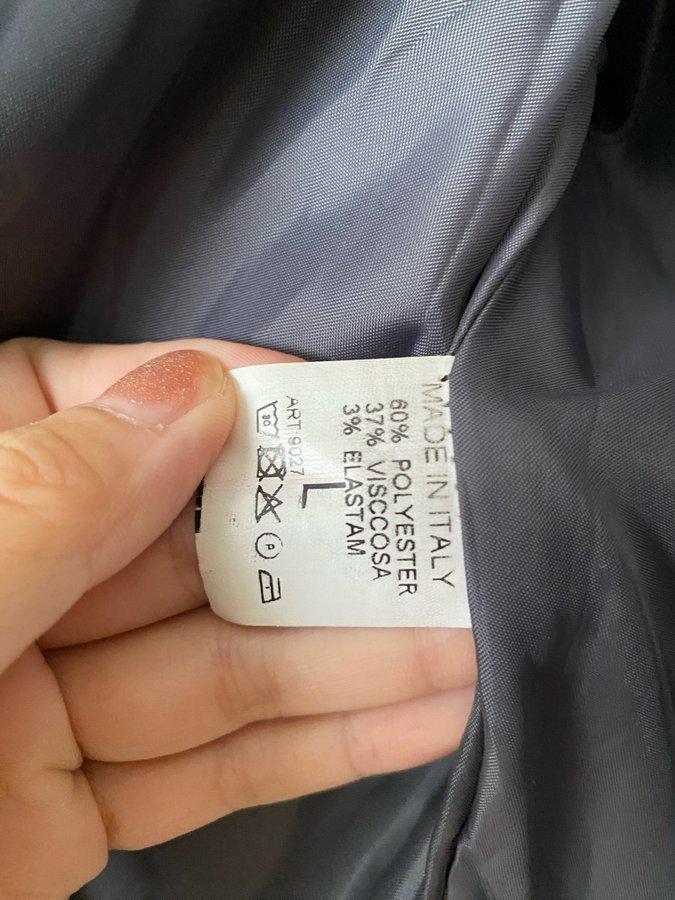 MADE IN ITALY
60% POLYESTER
37% VISCCOSA
3% ELASTAM
L
ART:9027
P